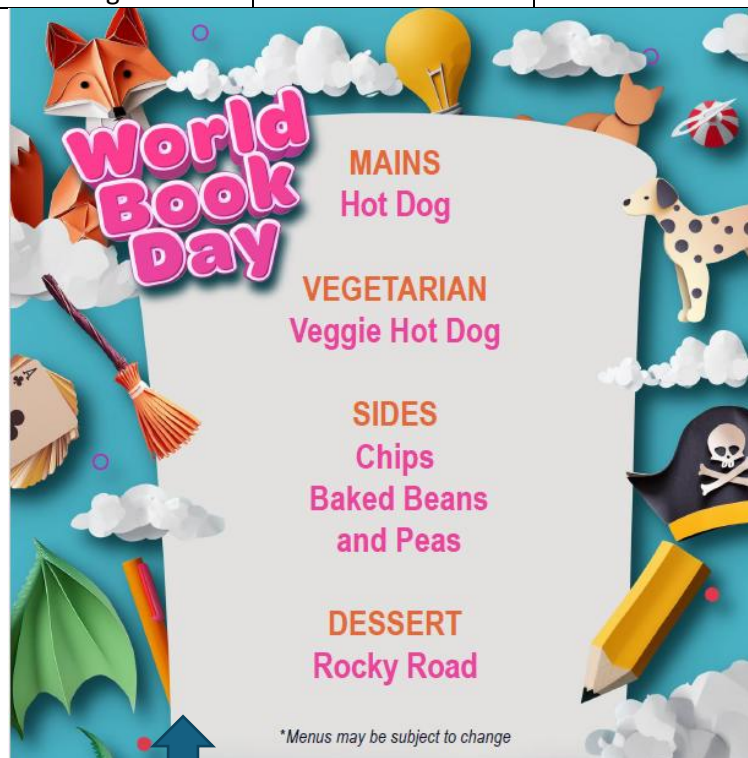 World
Book
Day
MAINS
Hot Dog
VEGETARIAN
Veggie Hot Dog
SIDES
Chips
Baked Beans
and Peas
DESSERT
Rocky Road
*Menus may be subject to change
A